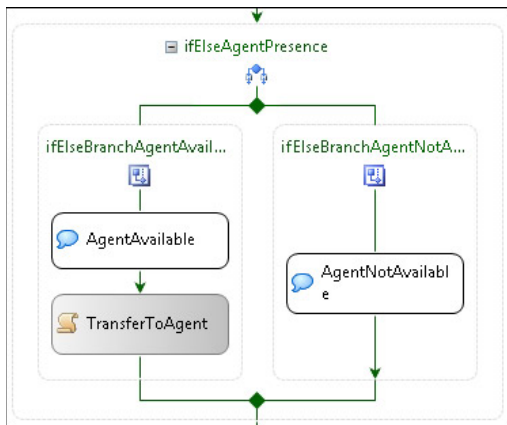 ifElseAgentPresence
ifElseBranchAgentAvail...
ifElseBranchAgentNotA...
AgentAvailable
AgentNotAvailabl
e
TransferToAgent